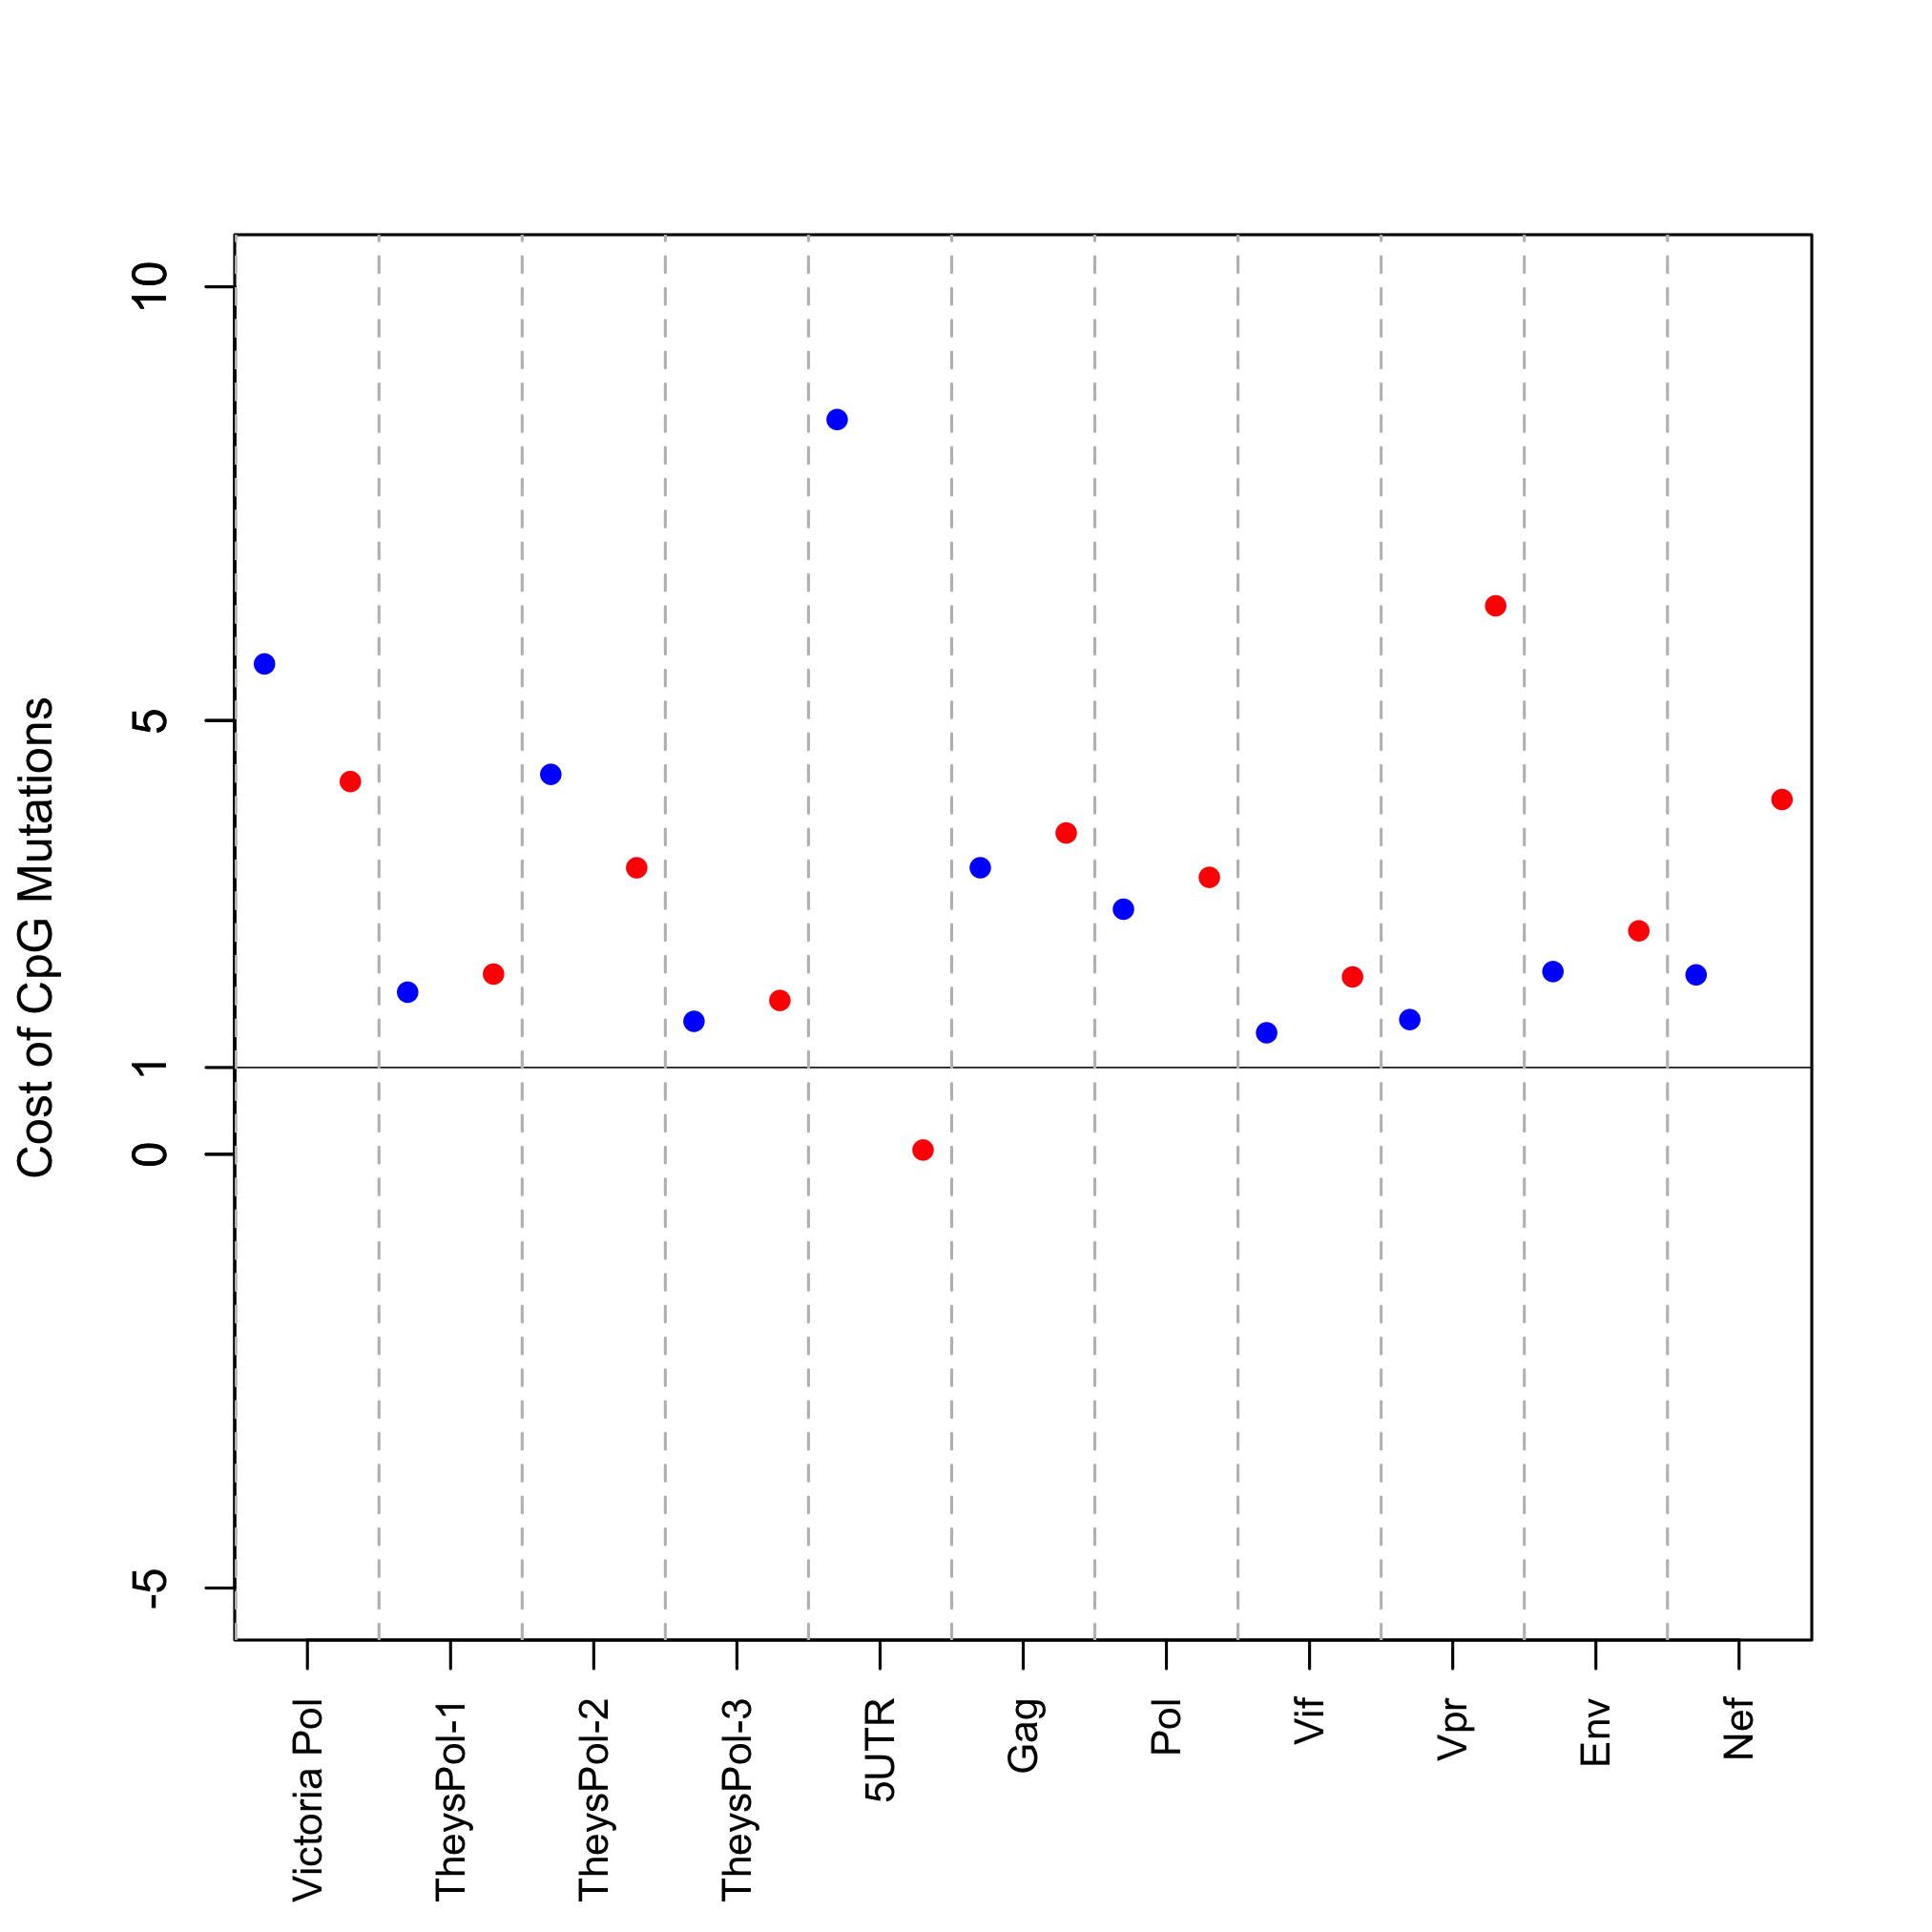 Cost of CpG Mutations
10
5
1
0
-5
Victoria Pol
TheysPol-1
TheysPol-2
TheysPol-3
5UTR
Gag
Pol
Vif
Vpr
Env
Nef